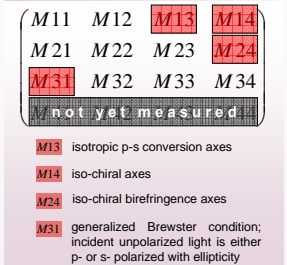 M11 M12 M13 M14
M21 M22 M23 M24
M31 M32 M33 M34
not yet measured
M13 isotropic p-s conversion axes
M14 iso-chiral axes
M24 iso-chiral birefringence axes
M31 generalized Brewster condition;
incident unpolarized light is either
p- or s- polarized with ellipticity